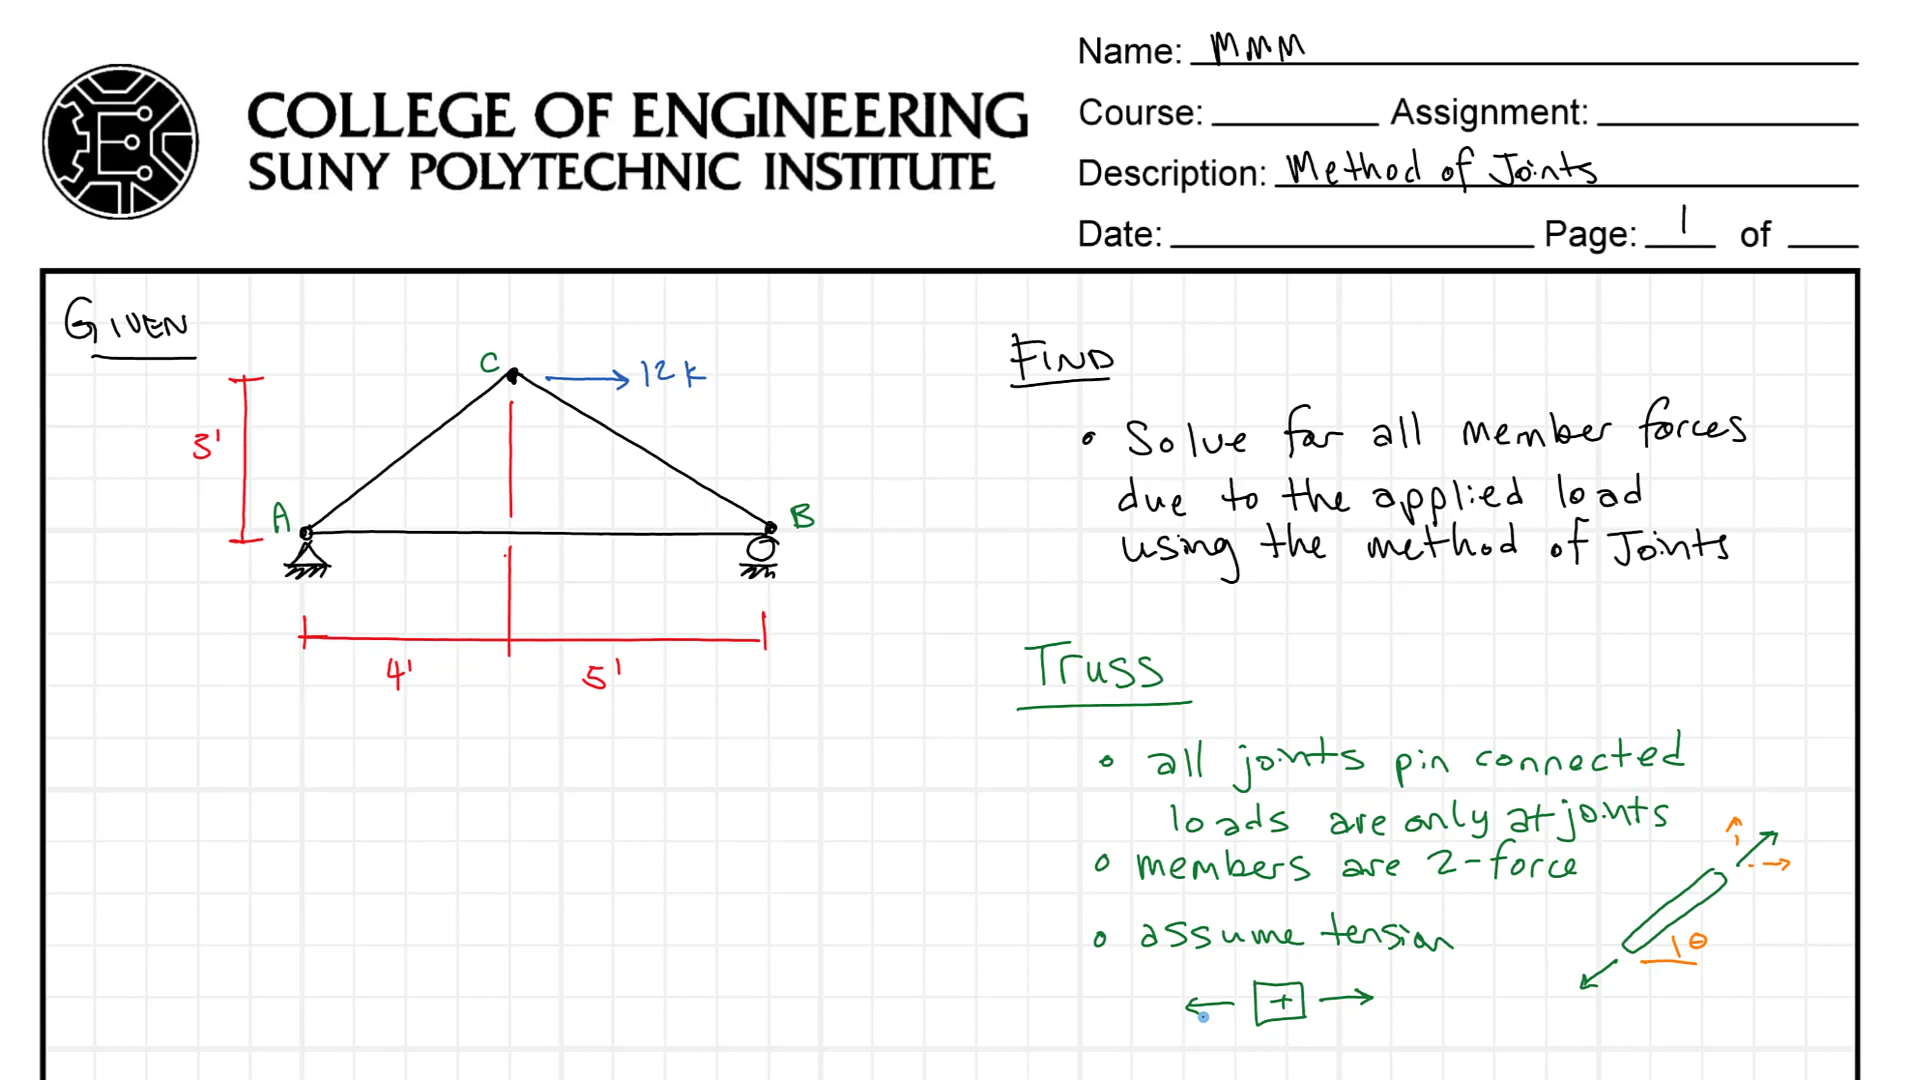 COLLEGE OF ENGINEERING
SUNY POLYTECHNIC INSTITUTE
Name: MMM
Course: Assignment:
Description: Method of Joints
Date: Page: 1 of
GIVEN
C
12 k
3'
A
B
4'
5'
FIND
• Solve for all member forces
due to the applied load
using the method of Joints
Truss
• all joints pin connected
loads are only at joints
• members are 2-force
• assume tension
θ
+